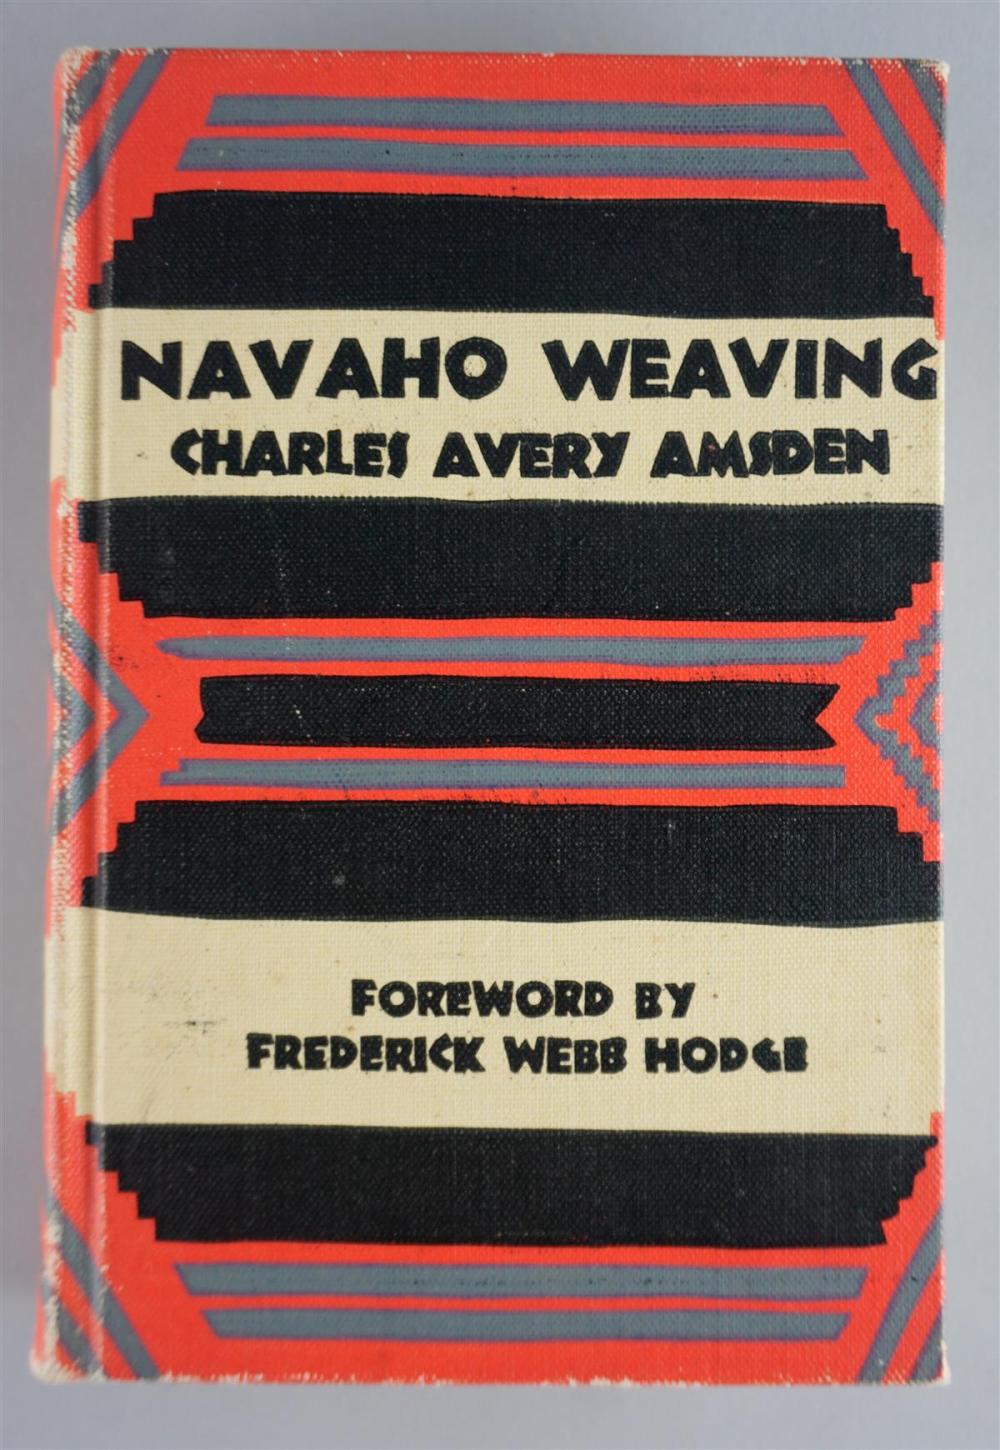 NAVAHO WEAVING
CHARLES AVERY AMSDEN
FOREWORD BY
FREDERICK WEBB HODGE